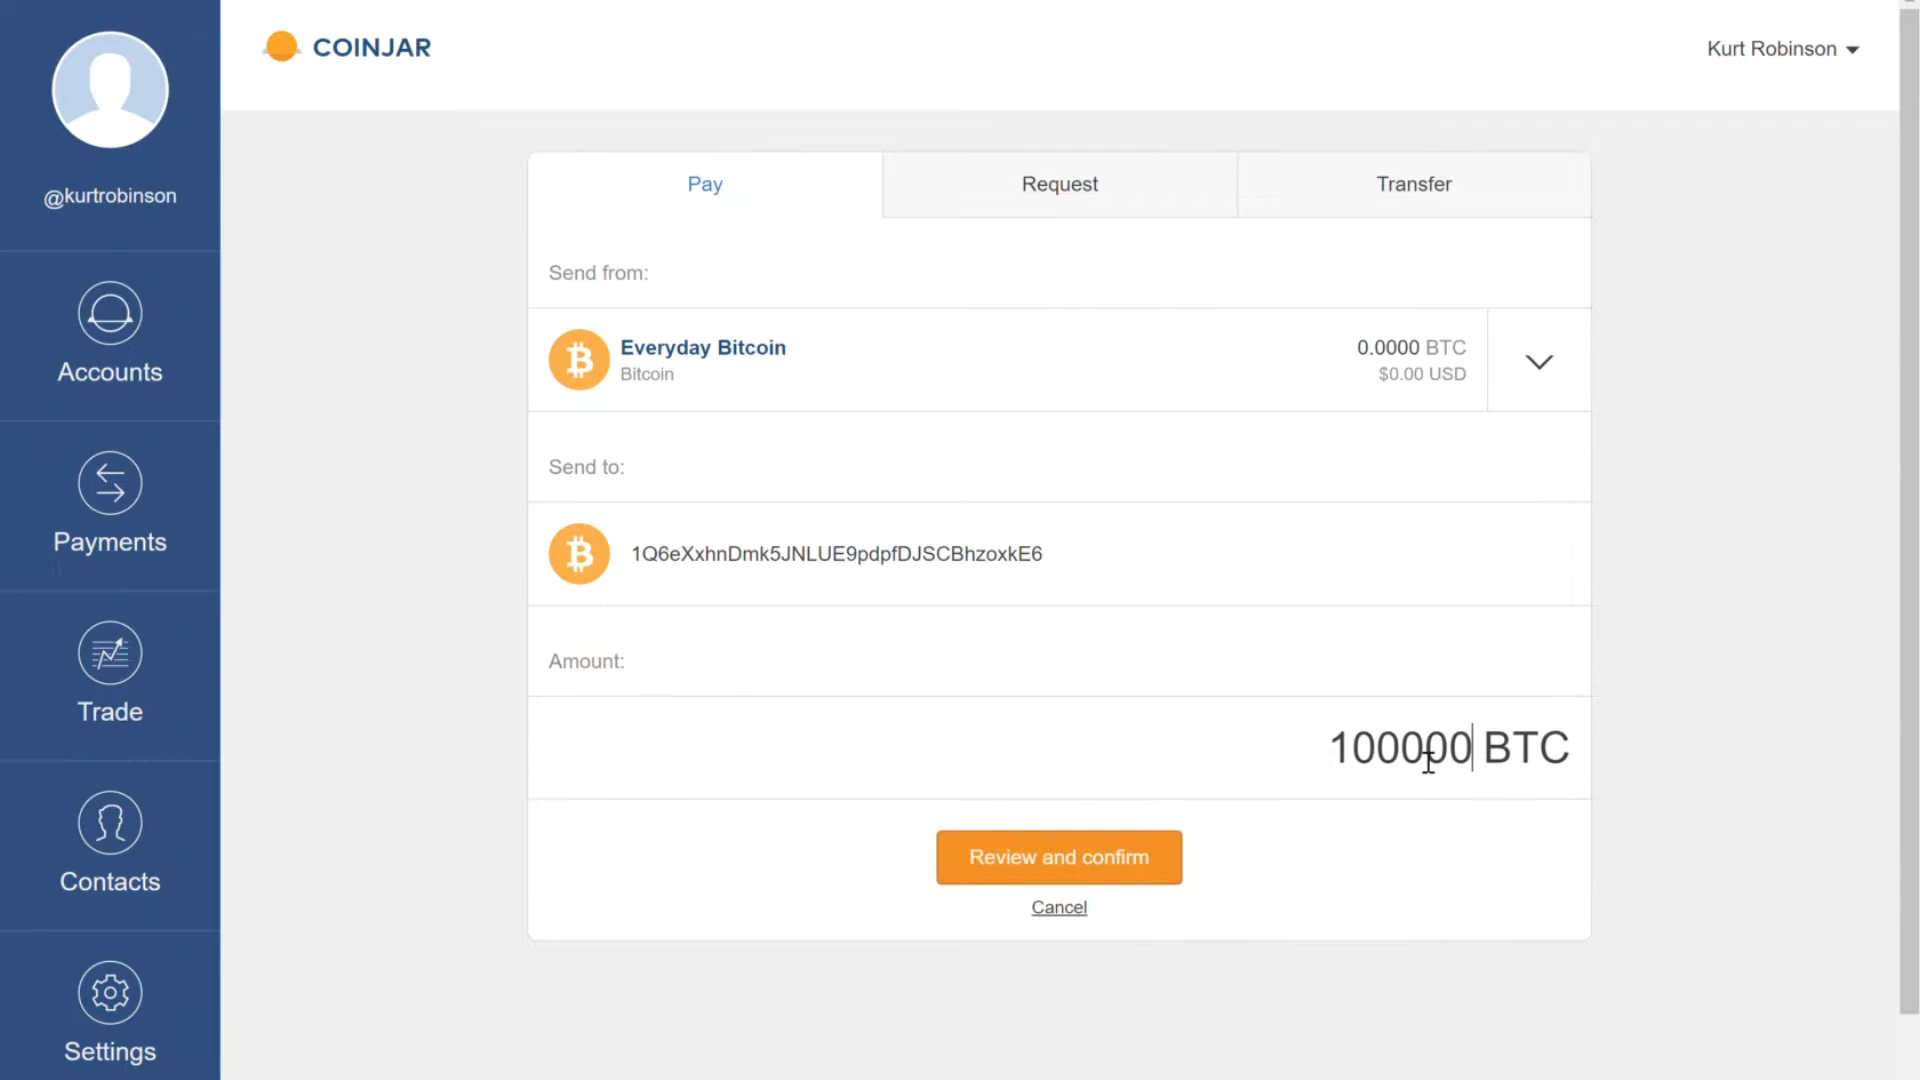 COINJAR
Kurt Robinson
@kurtrobinson
Accounts
Payments
Trade
Contacts
Settings
Pay
Request
Transfer
Send from:
Everyday Bitcoin
0.0000 BTC
Bitcoin
$0.00 USD
Send to:
1Q6eXxhnDmk5JNLUE9pdpfDJSCBhzoxkE6
Amount:
100000 BTC
Review and confirm
Cancel